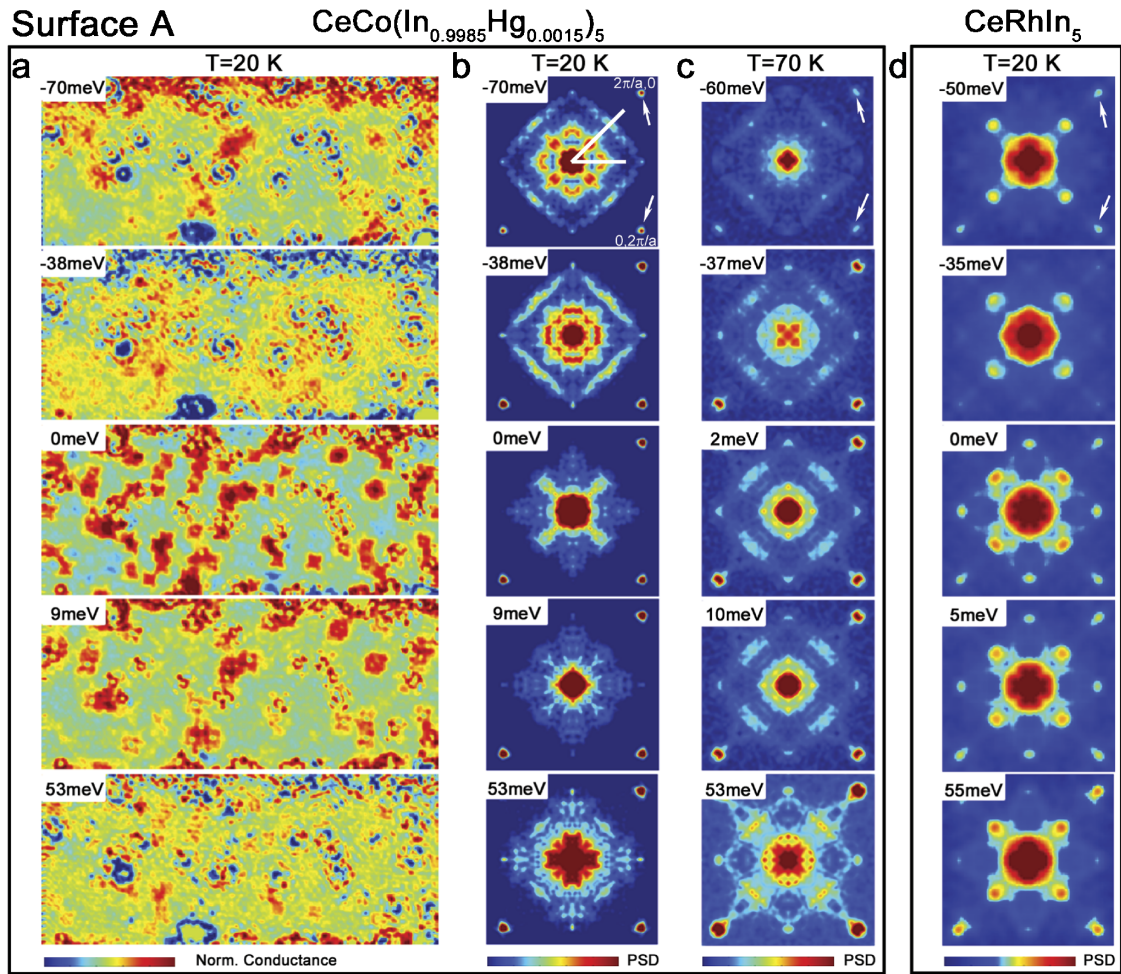 Surface A CeCo(In0.9985Hg0.0015)5 CeRhIn5
a T=20 K b T=20 K c T=70 K d T=20 K
-70meV -70meV 2π/a,0 -60meV -50meV
0,2π/a
-38meV -38meV -37meV -35meV
0meV 0meV 2meV 0meV
9meV 9meV 10meV 5meV
53meV 53meV 53meV 55meV
Norm. Conductance PSD PSD PSD